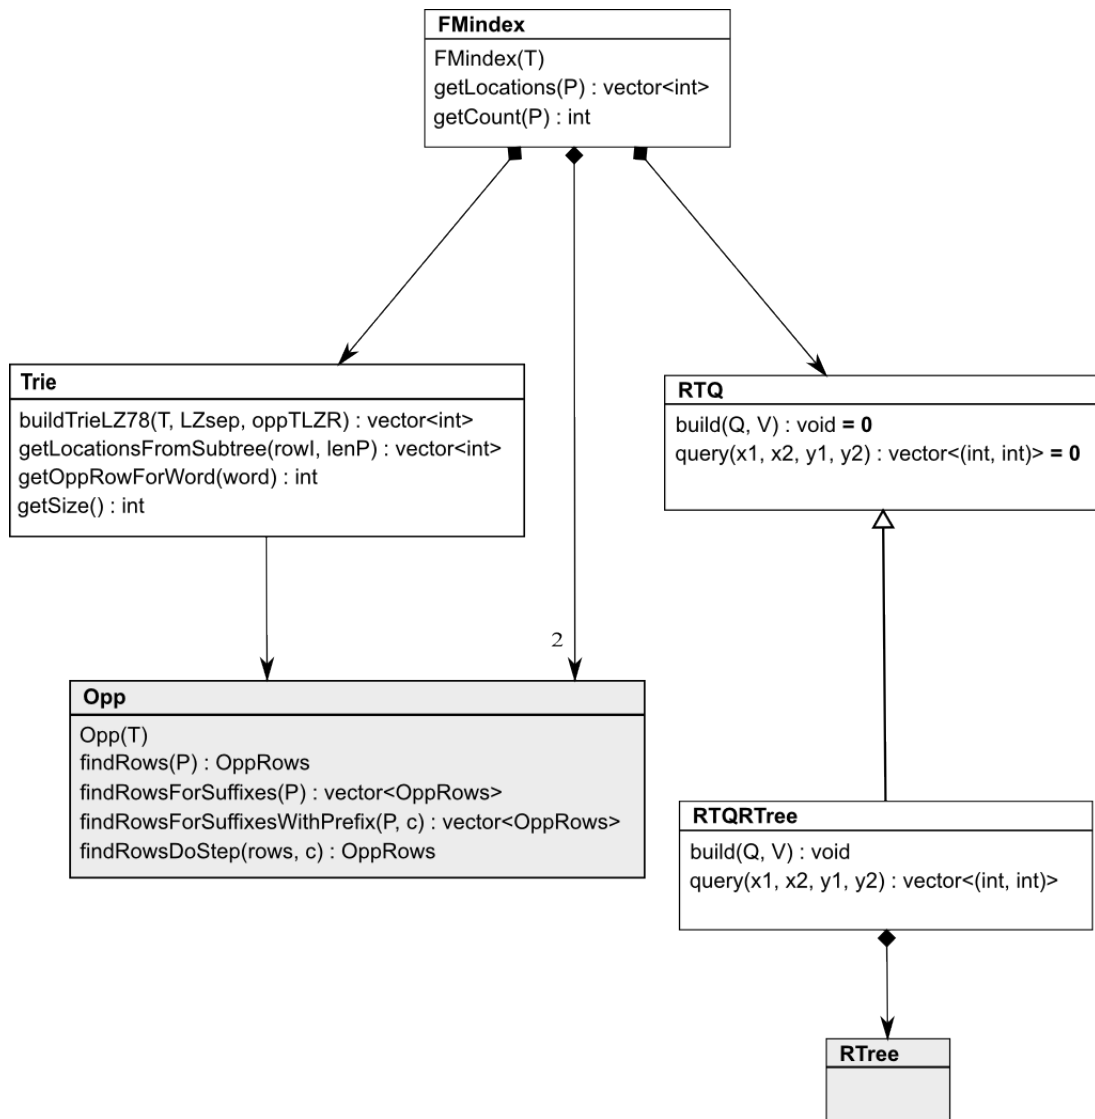 FMindex
FMindex(T)
getLocations(P) : vector<int>
getCount(P) : int
Trie
buildTrieLZ78(T, LZsep, oppTLZR) : vector<int>
getLocationsFromSubtree(rowI, lenP) : vector<int>
getOppRowForWord(word) : int
getSize() : int
RTQ
build(Q, V) : void = 0
query(x1, x2, y1, y2) : vector<(int, int)> = 0
2
Opp
Opp(T)
findRows(P) : OppRows
findRowsForSuffixes(P) : vector<OppRows>
findRowsForSuffixesWithPrefix(P, c) : vector<OppRows>
findRowsDoStep(rows, c) : OppRows
RTQRTree
build(Q, V) : void
query(x1, x2, y1, y2) : vector<(int, int)>
RTree